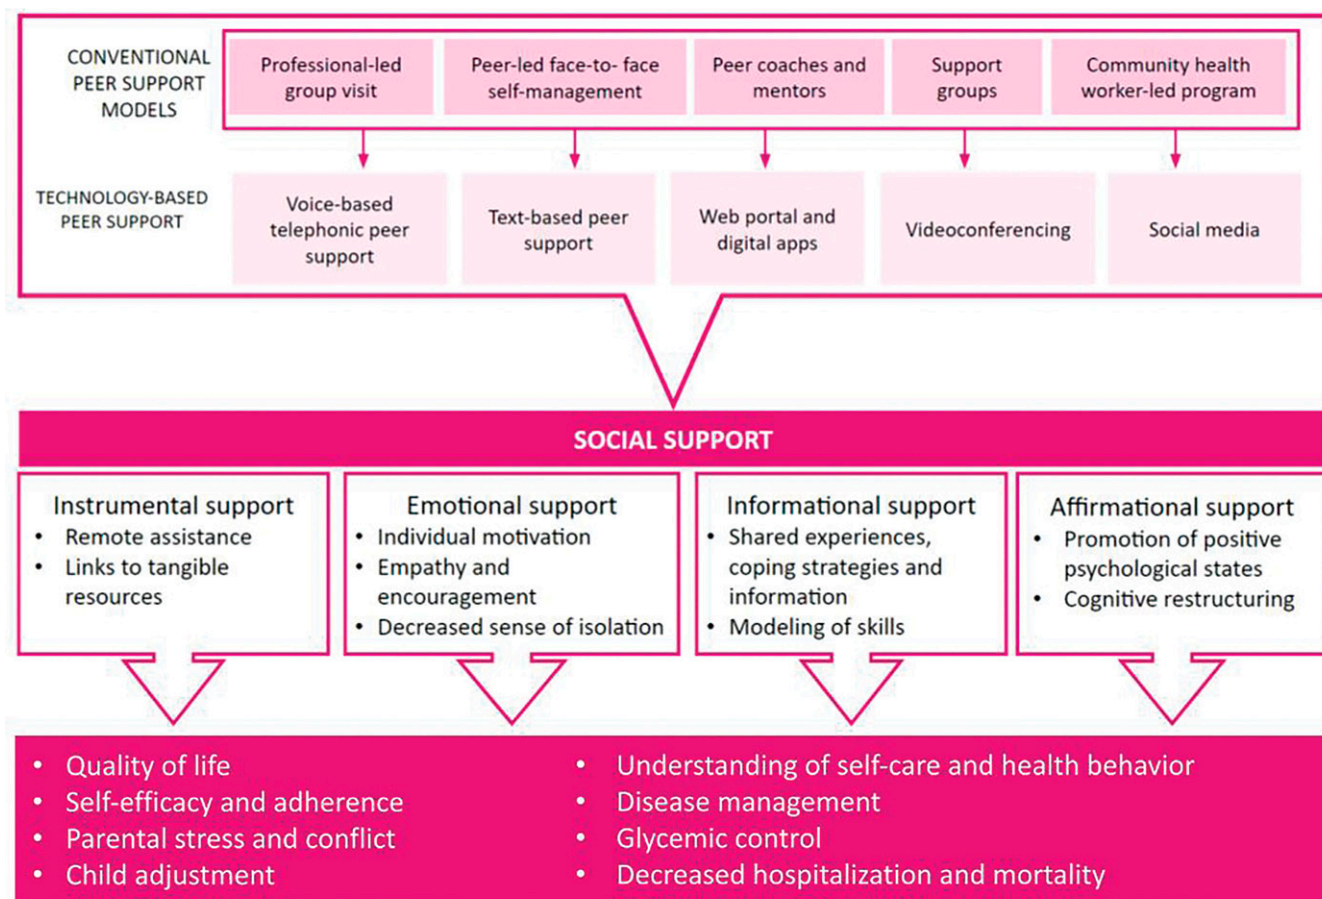 CONVENTIONAL
PEER SUPPORT
MODELS
Professional-led
group visit
Peer-led face-to- face
self-management
Peer coaches and
mentors
Support
groups
Community health
worker-led program
TECHNOLOGY-BASED
PEER SUPPORT
Voice-based
telephonic peer
support
Text-based peer
support
Web portal and
digital apps
Videoconferencing
Social media
SOCIAL SUPPORT
Instrumental support
• Remote assistance
• Links to tangible
resources
Emotional support
• Individual motivation
• Empathy and
encouragement
• Decreased sense of isolation
Informational support
• Shared experiences,
coping strategies and
information
• Modeling of skills
Affirmational support
• Promotion of positive
psychological states
• Cognitive restructuring
• Quality of life
• Self-efficacy and adherence
• Parental stress and conflict
• Child adjustment
• Understanding of self-care and health behavior
• Disease management
• Glycemic control
• Decreased hospitalization and mortality